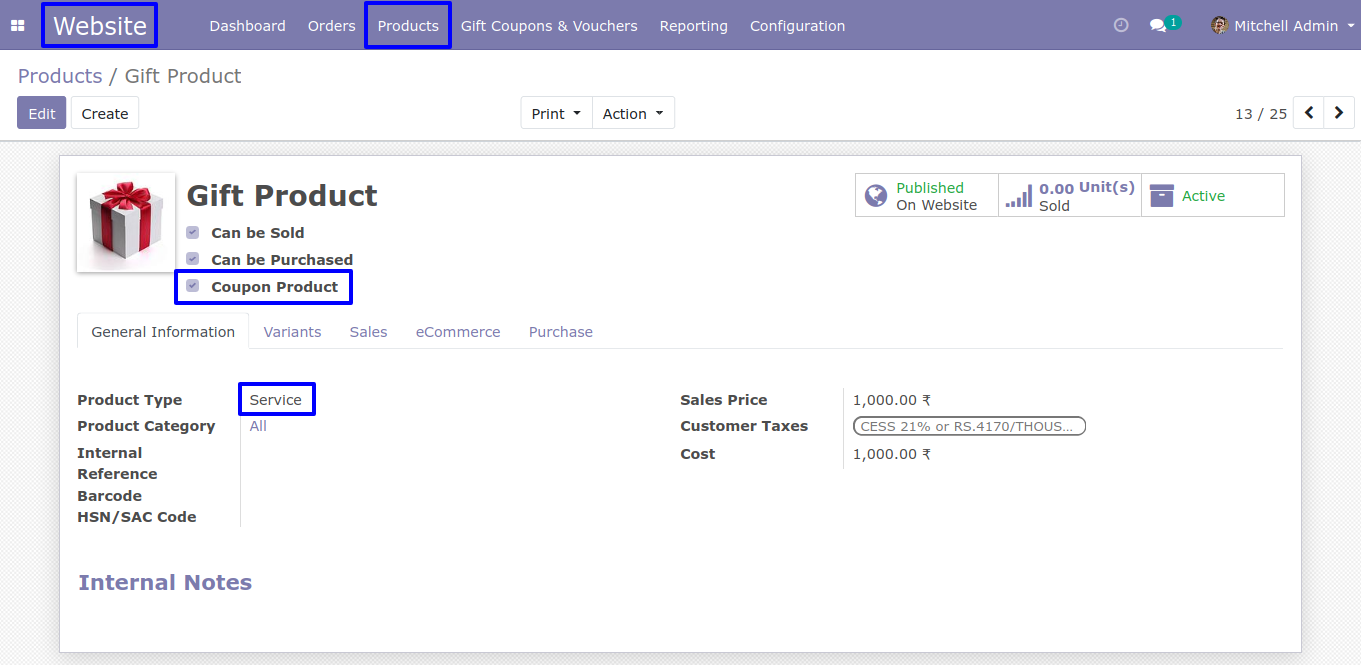 Website Dashboard Orders Products Gift Coupons & Vouchers Reporting Configuration 1 Mitchell Admin
Products / Gift Product
Edit Create Print Action 13 / 25
Gift Product
Published
On Website
0.00 Unit(s)
Sold
Active
Can be Sold
Can be Purchased
Coupon Product
General Information Variants Sales eCommerce Purchase
Product Type Service
Product Category All
Internal
Reference
Barcode
HSN/SAC Code
Sales Price 1,000.00 ₹
Customer Taxes CESS 21% or RS.4170/THOUS...
Cost 1,000.00 ₹
Internal Notes